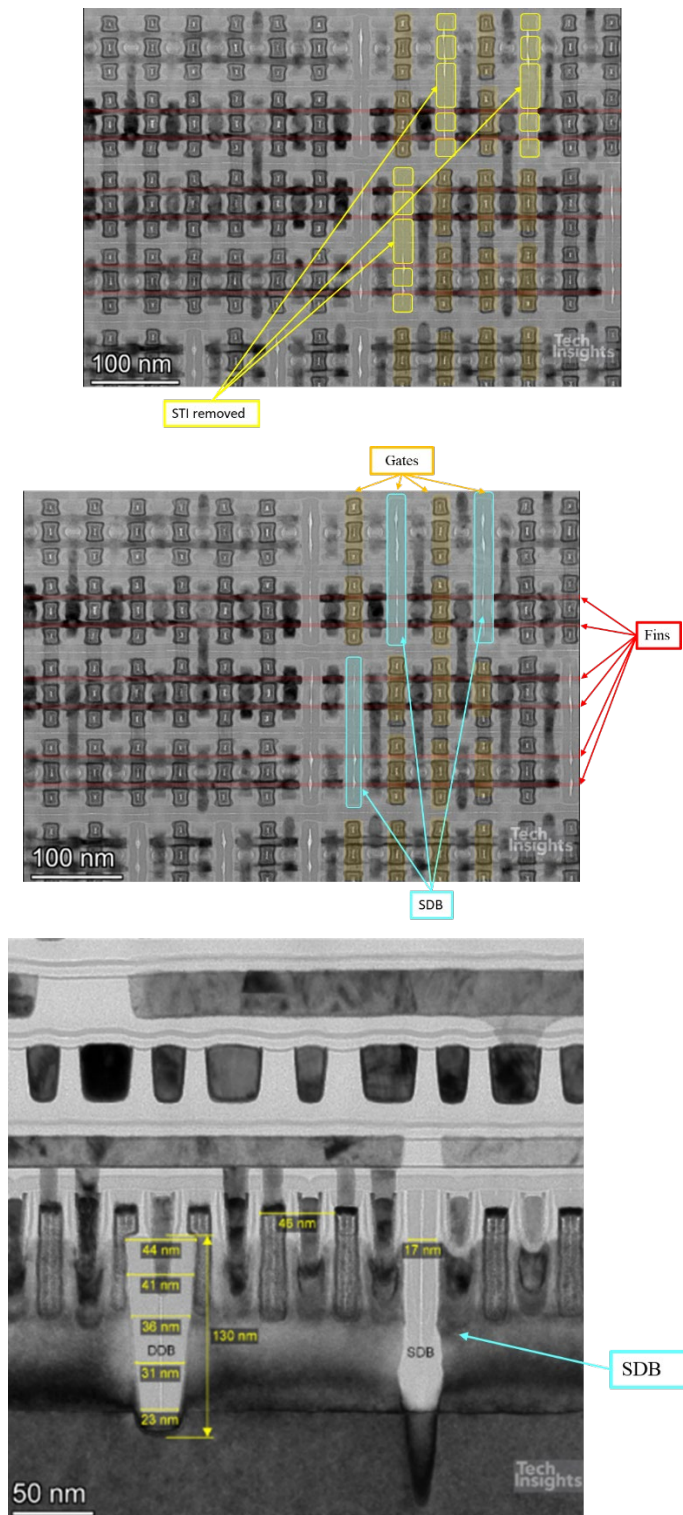 100 nm
Tech
Insights
STI removed
Gates
Fins
100 nm
Tech
Insights
SDB
46 nm
44 nm
17 nm
41 nm
36 nm
130 nm
DDB
SDB
31 nm
SDB
23 nm
50 nm
Tech
Insights